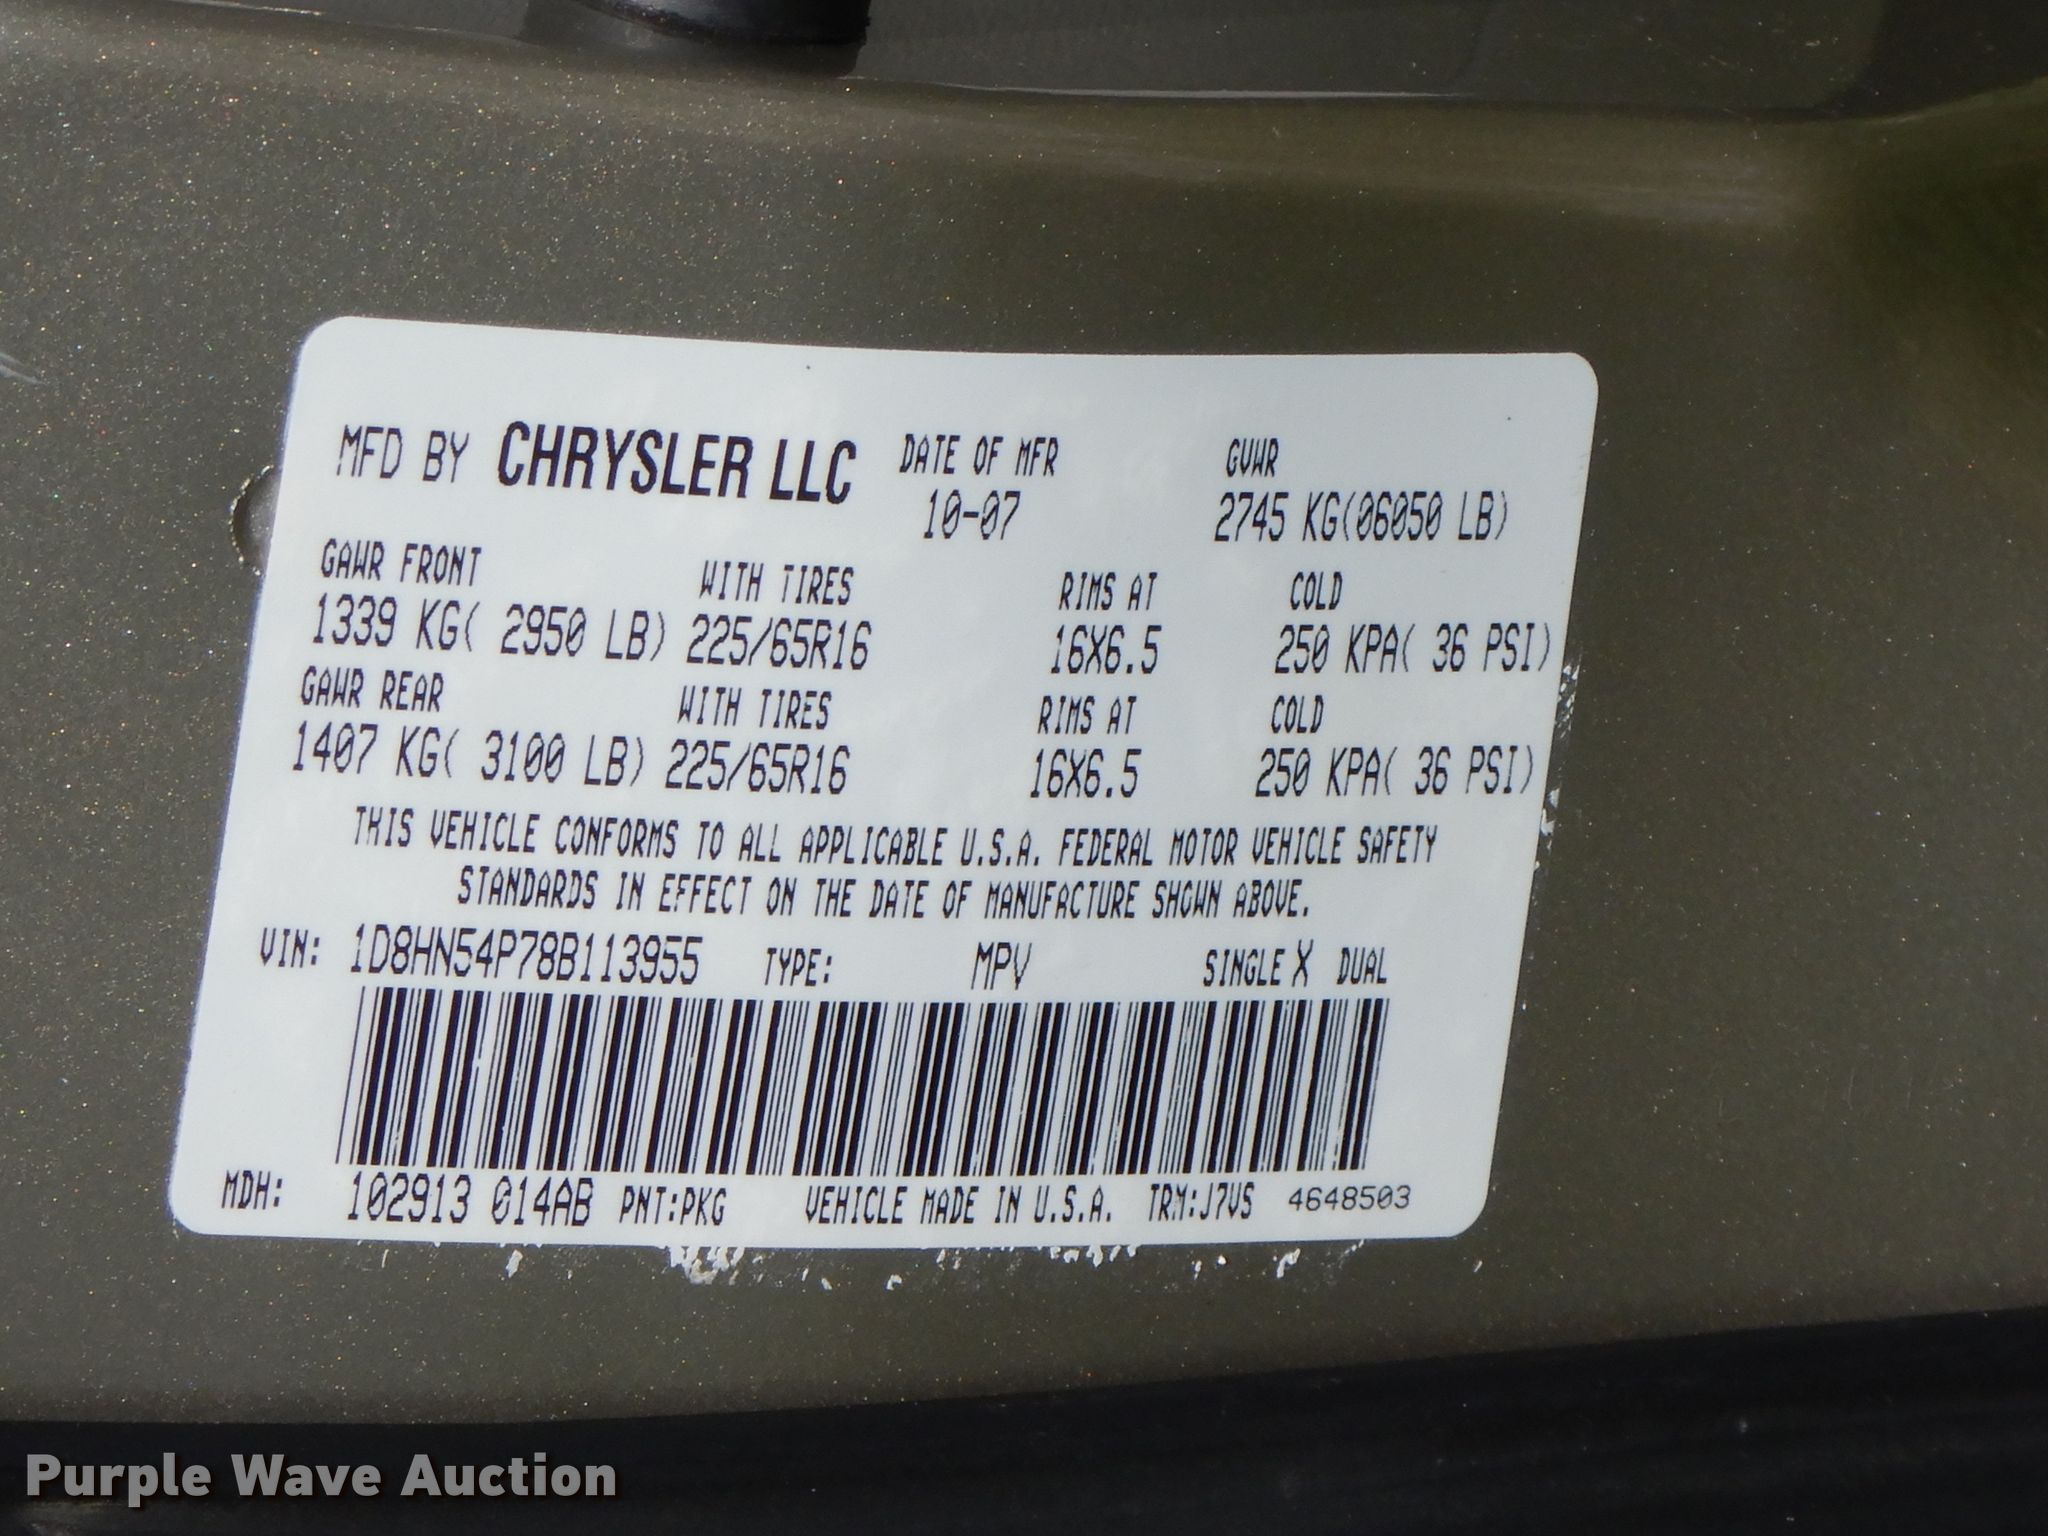 MFD BY CHRYSLER LLC DATE OF MFR GVWR
10-07 2745 KG(06050 LB)
GAWR FRONT WITH TIRES RIMS AT COLD
1339 KG( 2950 LB) 225/65R16 16X6.5 250 KPA( 36 PSI)
GAWR REAR WITH TIRES RIMS AT COLD
1407 KG( 3100 LB) 225/65R16 16X6.5 250 KPA( 36 PSI)
THIS VEHICLE CONFORMS TO ALL APPLICABLE U.S.A. FEDERAL MOTOR VEHICLE SAFETY
STANDARDS IN EFFECT ON THE DATE OF MANUFACTURE SHOWN ABOVE.
VIN: 1D8HN54P78B113955 TYPE: MPV SINGLE X DUAL
MDH: 102913 014AB PNT:PKG VEHICLE MADE IN U.S.A. TRM:J7VS 4648503
Purple Wave Auction